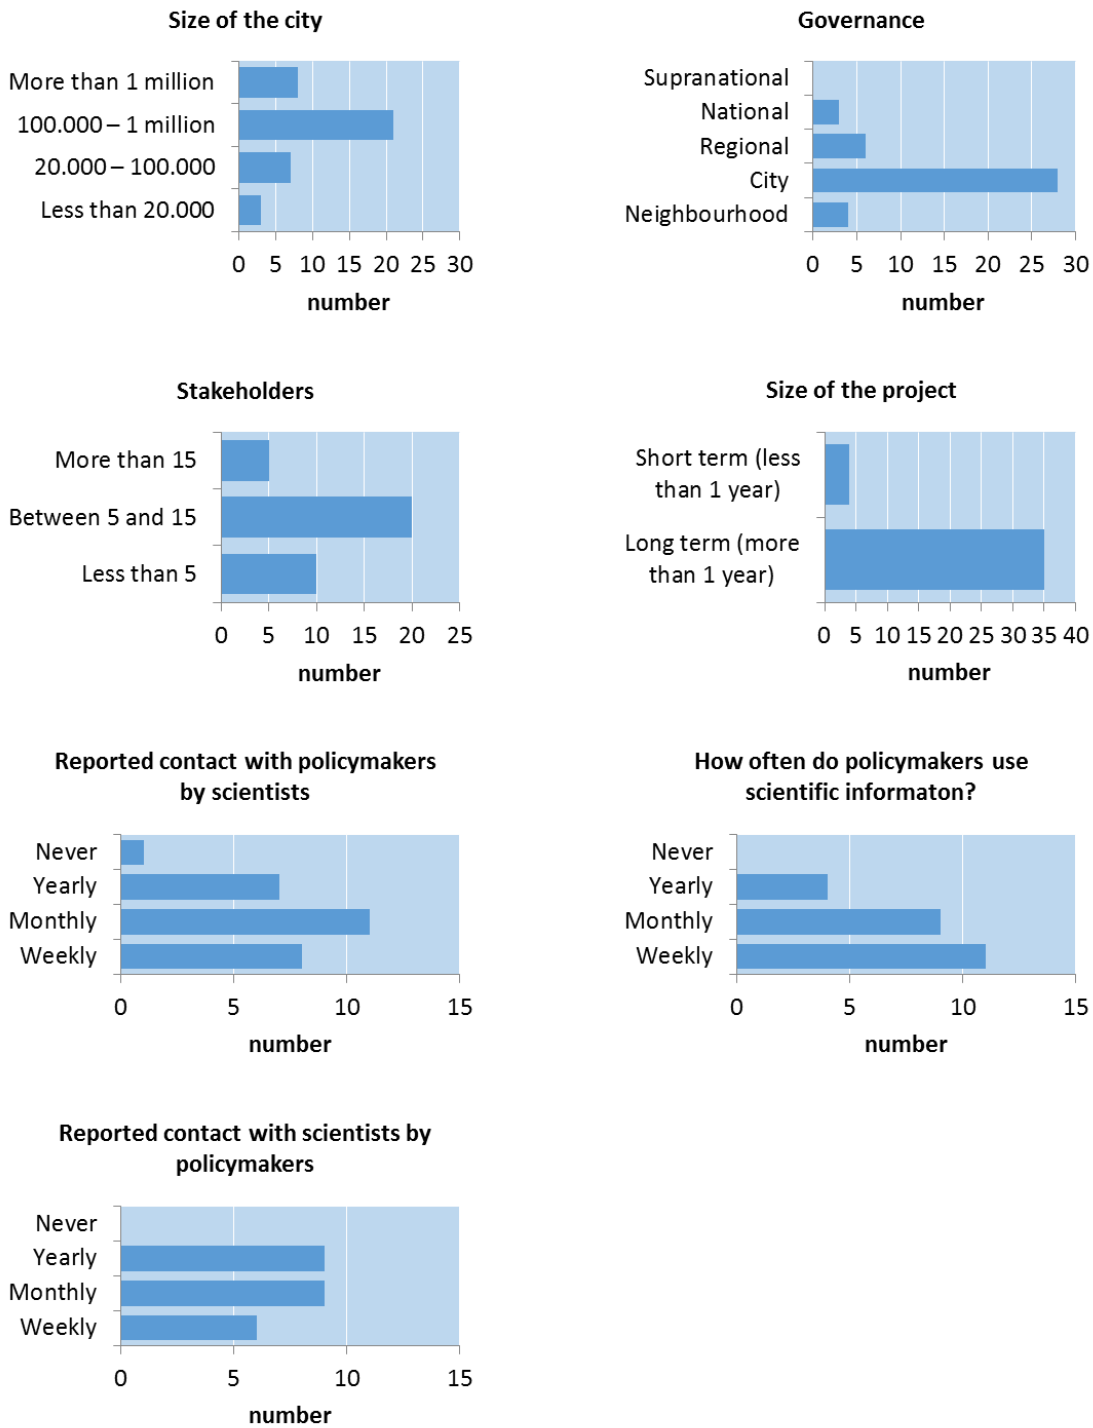 Size of the city
More than 1 million
100.000 – 1 million
20.000 – 100.000
Less than 20.000
0 5 10 15 20 25 30
number
Governance
Supranational
National
Regional
City
Neighbourhood
0 5 10 15 20 25 30
number
Stakeholders
More than 15
Between 5 and 15
Less than 5
0 5 10 15 20 25
number
Size of the project
Short term (less
than 1 year)
Long term (more
than 1 year)
0 5 10 15 20 25 30 35 40
number
Reported contact with policymakers
by scientists
Never
Yearly
Monthly
Weekly
0 5 10 15
number
How often do policymakers use
scientific informaton?
Never
Yearly
Monthly
Weekly
0 5 10 15
number
Reported contact with scientists by
policymakers
Never
Yearly
Monthly
Weekly
0 5 10 15
number